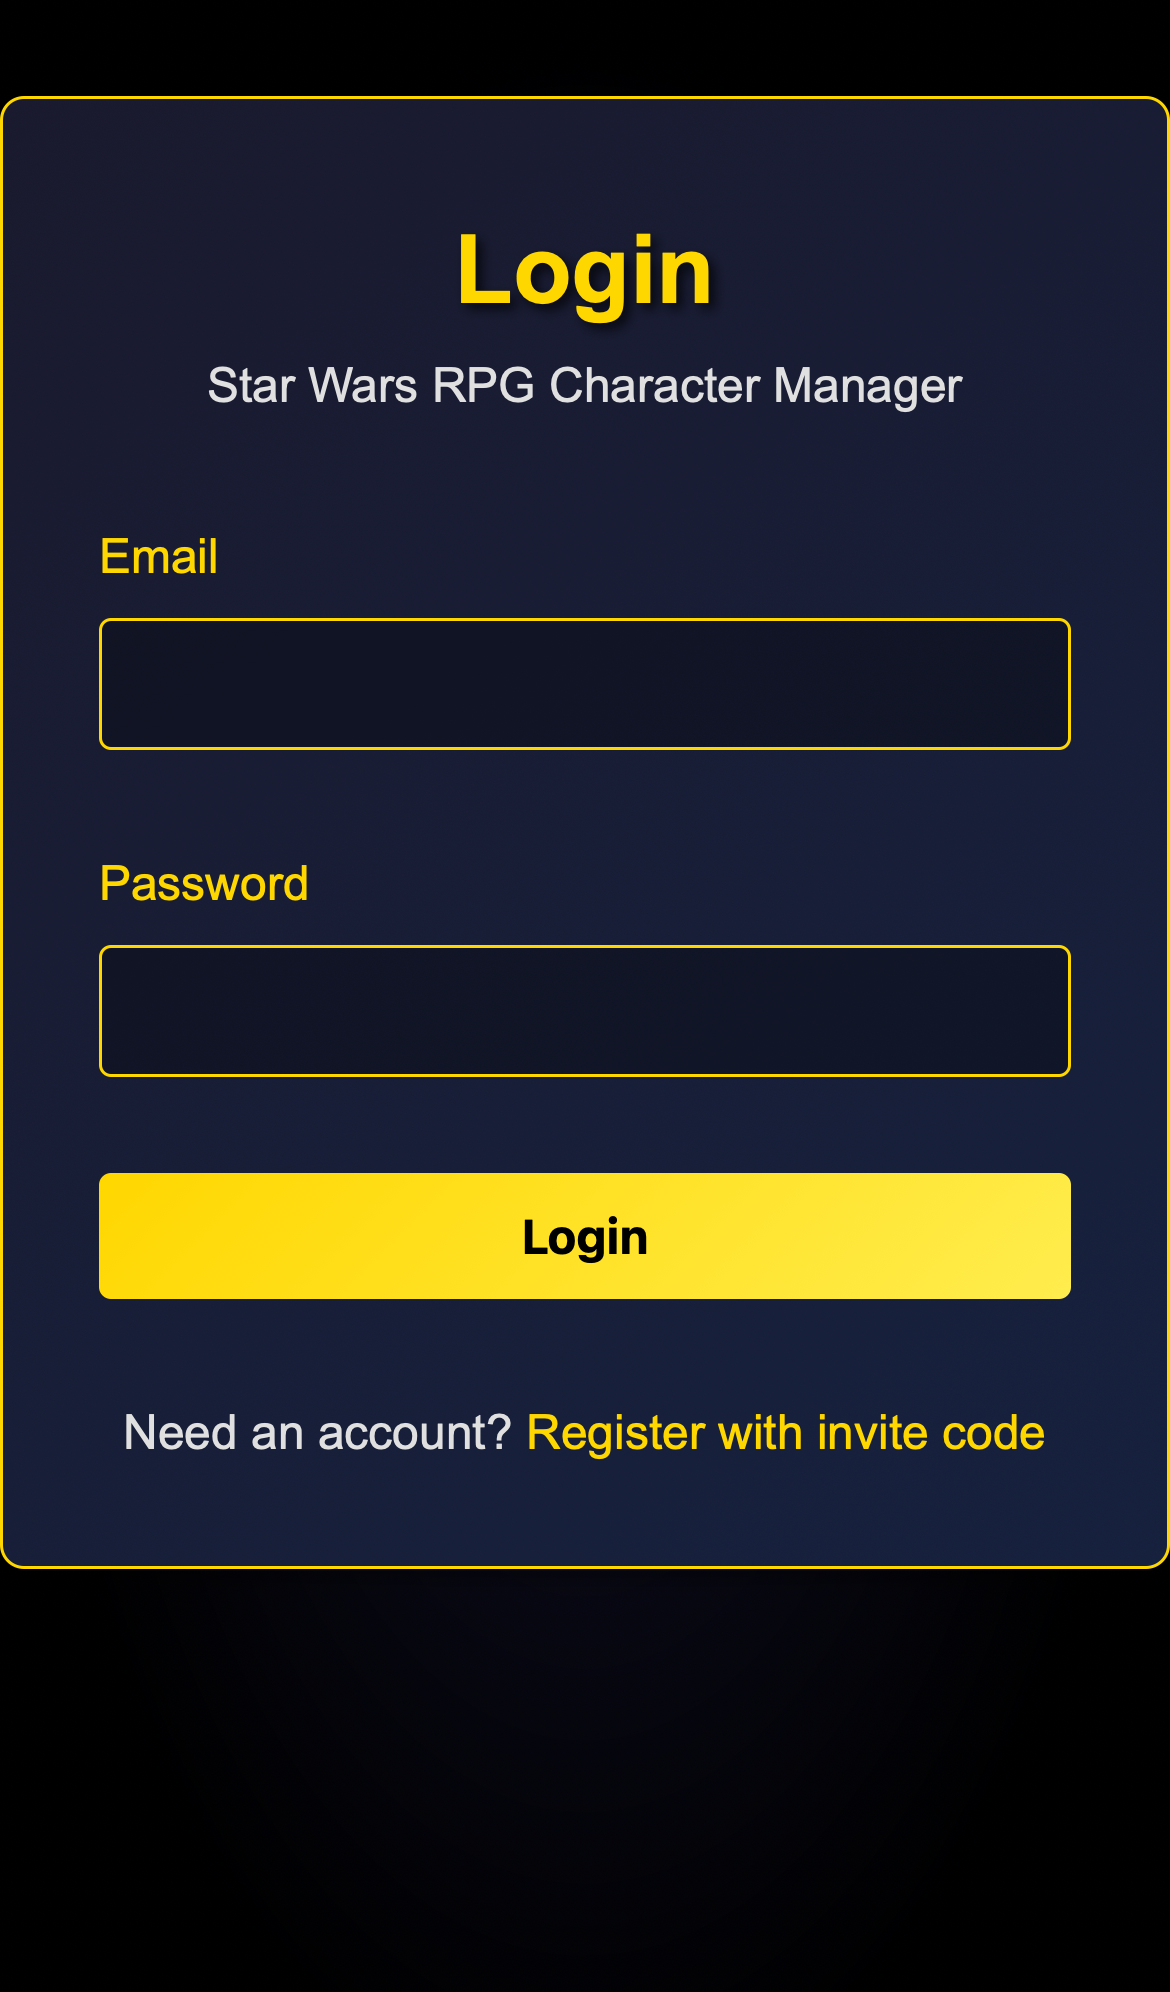 Login
Star Wars RPG Character Manager
Email
Password
Login
Need an account? Register with invite code